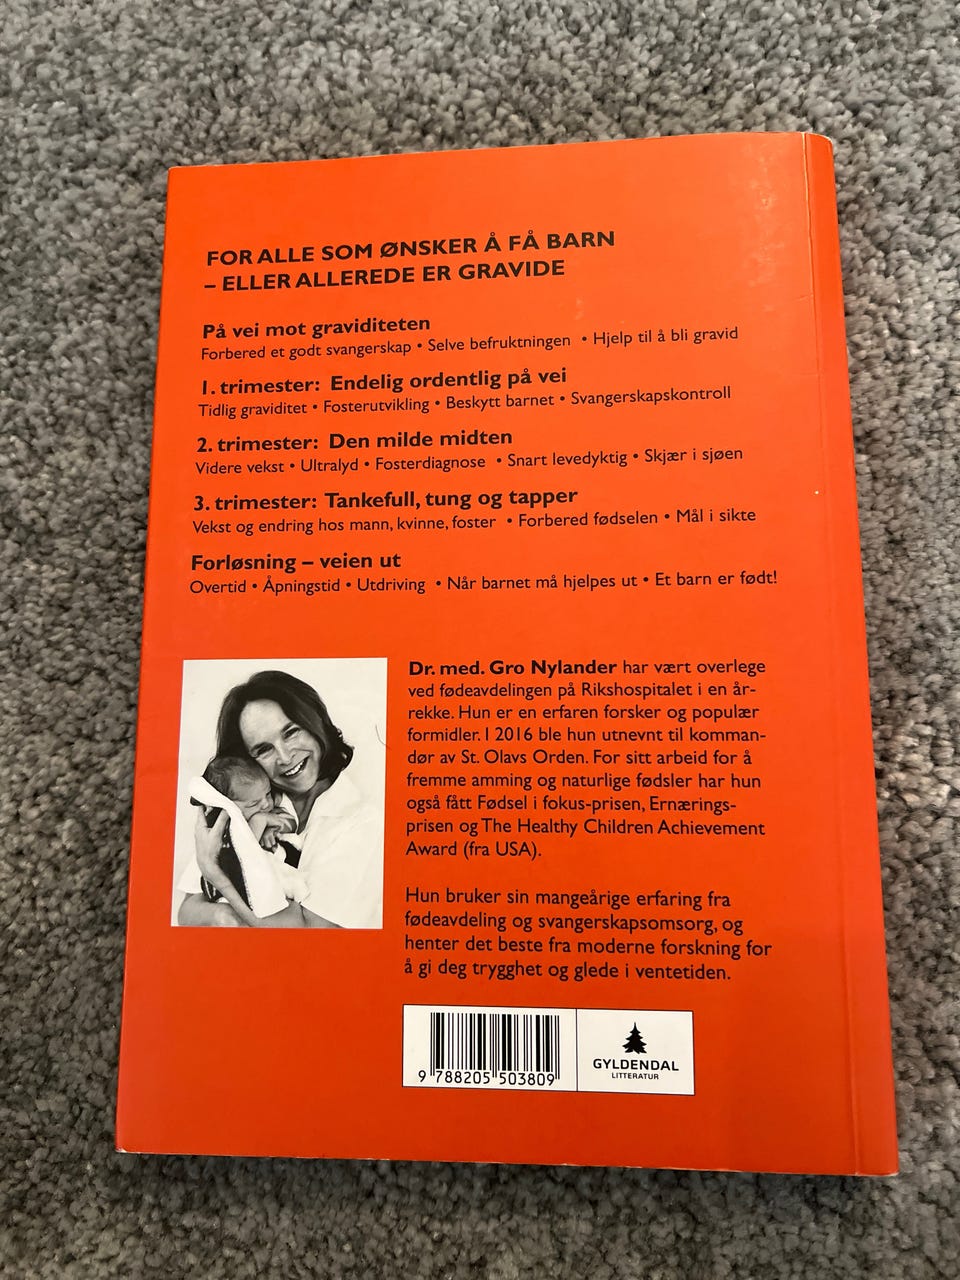 FOR ALLE SOM ØNSKER Å FÅ BARN
– ELLER ALLEREDE ER GRAVIDE
På vei mot graviditeten
Forbered et godt svangerskap • Selve befruktningen • Hjelp til å bli gravid
1. trimester: Endelig ordentlig på vei
Tidlig graviditet • Fosterutvikling • Beskytt barnet • Svangerskapskontroll
2. trimester: Den milde midten
Videre vekst • Ultralyd • Fosterdiagnose • Snart levedyktig • Skjær i sjøen
3. trimester: Tankefull, tung og tapper
Vekst og endring hos mann, kvinne, foster • Forbered fødselen • Mål i sikte
Forløsning – veien ut
Overtid • Åpningstid • Utdriving • Når barnet må hjelpes ut • Et barn er født!
Dr. med. Gro Nylander har vært overlege
ved fødeavdelingen på Rikshospitalet i en år-
rekke. Hun er en erfaren forsker og populær
formidler. I 2016 ble hun utnevnt til komman-
dør av St. Olavs Orden. For sitt arbeid for å
fremme amming og naturlige fødsler har hun
også fått Fødsel i fokus-prisen, Ernærings-
prisen og The Healthy Children Achievement
Award (fra USA).
Hun bruker sin mangeårige erfaring fra
fødeavdeling og svangerskapsomsorg, og
henter det beste fra moderne forskning for
å gi deg trygghet og glede i ventetiden.
9 788205 503809
GYLDENDAL
LITTERATUR